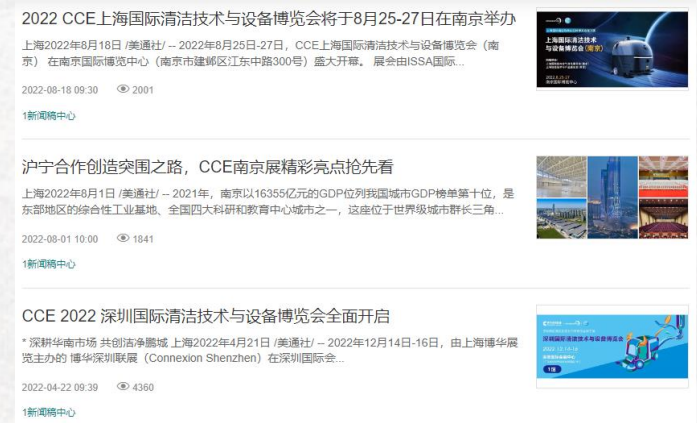 2022 CCE上海国际清洁技术与设备博览会将于8月25-27日在南京举办
上海2022年8月18日 /美通社/ -- 2022年8月25日-27日，CCE上海国际清洁技术与设备博览会（南
京） 在南京国际博览中心（南京市建邺区江东中路300号）盛大开幕。 展会由ISSA国际...
2022-08-18 09:30 2001
1新闻稿中心
上海国际清洁技术
与设备博览会(南京)
沪宁合作创造突围之路，CCE南京展精彩亮点抢先看
上海2022年8月1日 /美通社/ -- 2021年，南京以16355亿元的GDP位列我国城市GDP榜单第十位，是
东部地区的综合性工业基地、全国四大科研和教育中心城市之一，这座位于世界级城市群长三角...
2022-08-01 10:00 1841
1新闻稿中心
CCE 2022 深圳国际清洁技术与设备博览会全面开启
* 深耕华南市场 共创洁净鹏城 上海2022年4月21日 /美通社/ -- 2022年12月14日-16日，由上海博华展
览主办的 博华深圳联展（Connexion Shenzhen）在深圳国际会...
2022-04-22 09:39 4360
1新闻稿中心
深圳国际清洁技术与设备博览会
2022.12.14-16
1馆